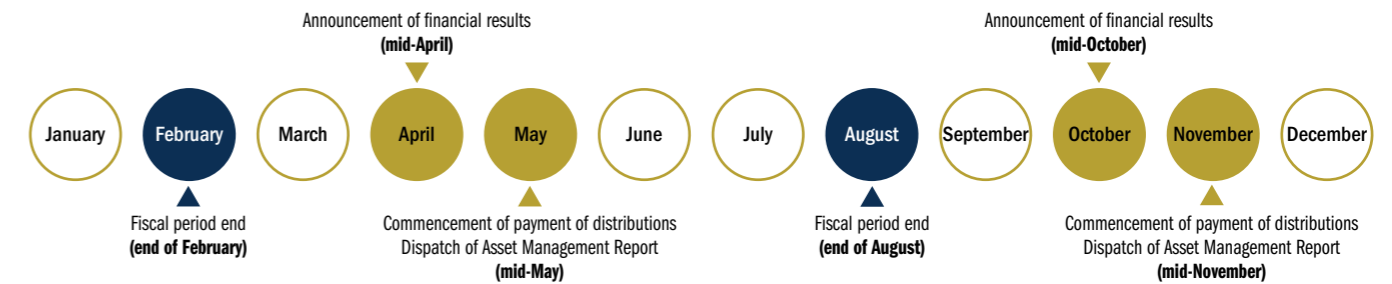 Announcement of financial results
(mid-April)
Announcement of financial results
(mid-October)
January
February
March
April
May
June
July
August
September
October
November
December
Fiscal period end
(end of February)
Commencement of payment of distributions
Dispatch of Asset Management Report
(mid-May)
Fiscal period end
(end of August)
Commencement of payment of distributions
Dispatch of Asset Management Report
(mid-November)